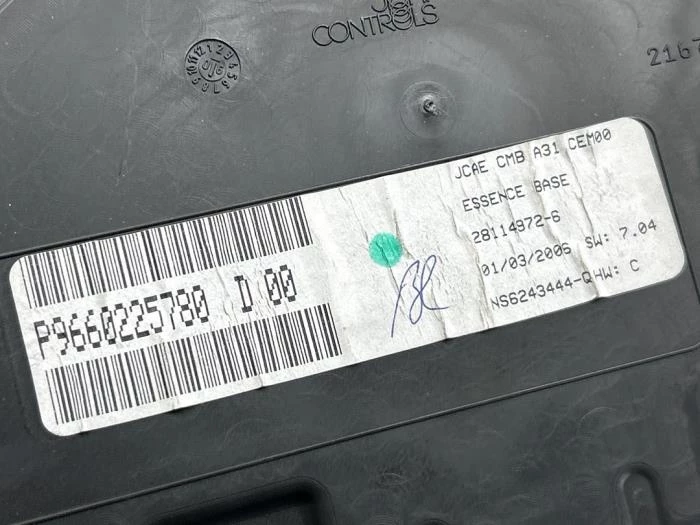 CONTROLS
2167
P9660225780 D 00
JCAE CMB A31 CEM00
ESSENCE BASE
28114972-6
01/03/2006 SW: 7.04
NS6243444-QHW: C